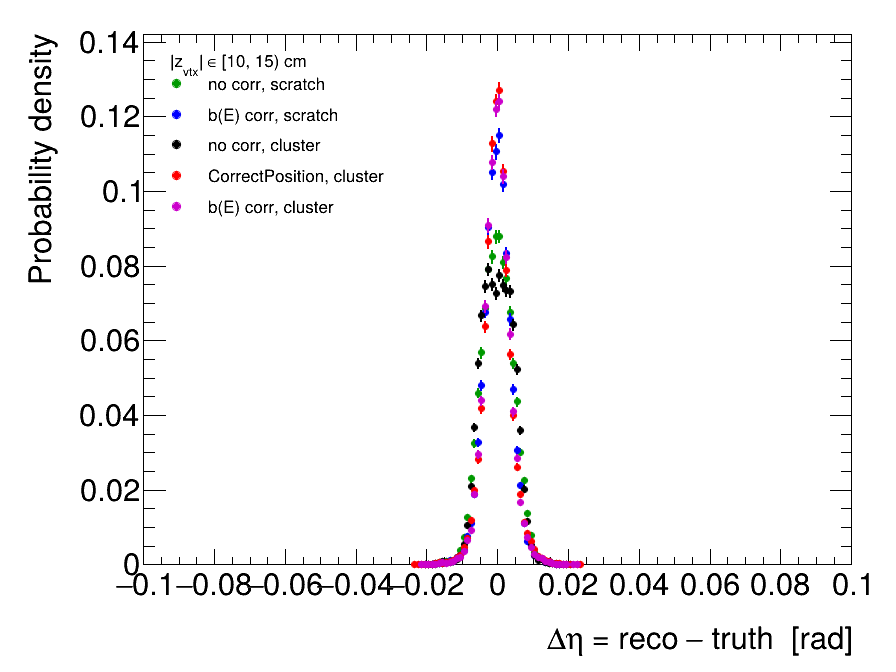 Probability density
0.14
0.12
0.1
0.08
0.06
0.04
0.02
0
|z_vtx| ∈ [10, 15) cm
no corr, scratch
b(E) corr, scratch
no corr, cluster
CorrectPosition, cluster
b(E) corr, cluster
−0.1 −0.08 −0.06 −0.04 −0.02 0 0.02 0.04 0.06 0.08 0.1
Δη = reco − truth [rad]